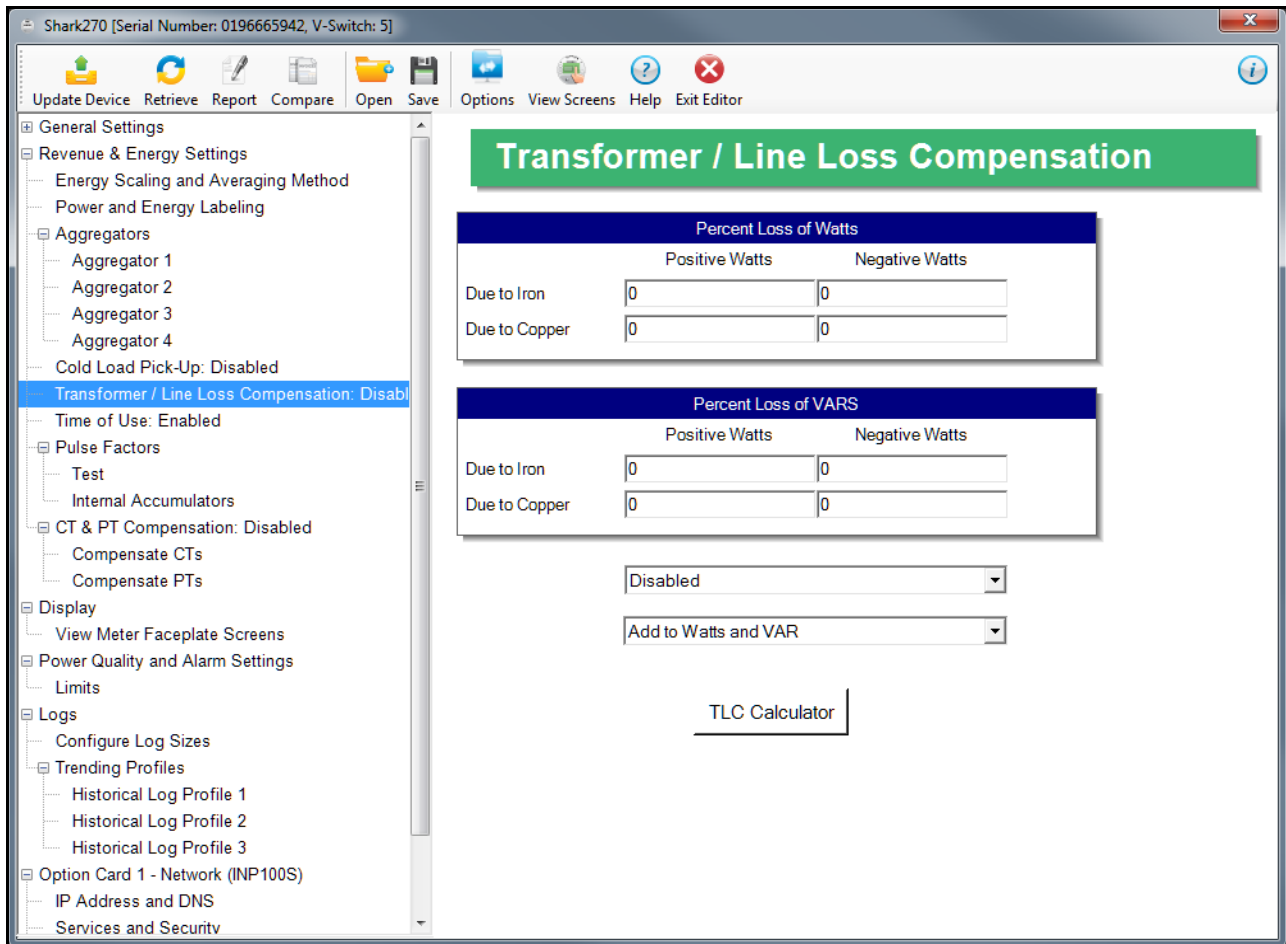 Shark270 [Serial Number: 0196665942, V-Switch: 5]
Update Device Retrieve Report Compare Open Save Options View Screens Help Exit Editor
General Settings
Revenue & Energy Settings
Energy Scaling and Averaging Method
Power and Energy Labeling
Aggregators
Aggregator 1
Aggregator 2
Aggregator 3
Aggregator 4
Cold Load Pick-Up: Disabled
Transformer / Line Loss Compensation: Disabl
Time of Use: Enabled
Pulse Factors
Test
Internal Accumulators
CT & PT Compensation: Disabled
Compensate CTs
Compensate PTs
Display
View Meter Faceplate Screens
Power Quality and Alarm Settings
Limits
Logs
Configure Log Sizes
Trending Profiles
Historical Log Profile 1
Historical Log Profile 2
Historical Log Profile 3
Option Card 1 - Network (INP100S)
IP Address and DNS
Services and Security
Transformer / Line Loss Compensation
Percent Loss of Watts
Positive Watts Negative Watts
Due to Iron 0 0
Due to Copper 0 0
Percent Loss of VARS
Positive Watts Negative Watts
Due to Iron 0 0
Due to Copper 0 0
Disabled
Add to Watts and VAR
TLC Calculator